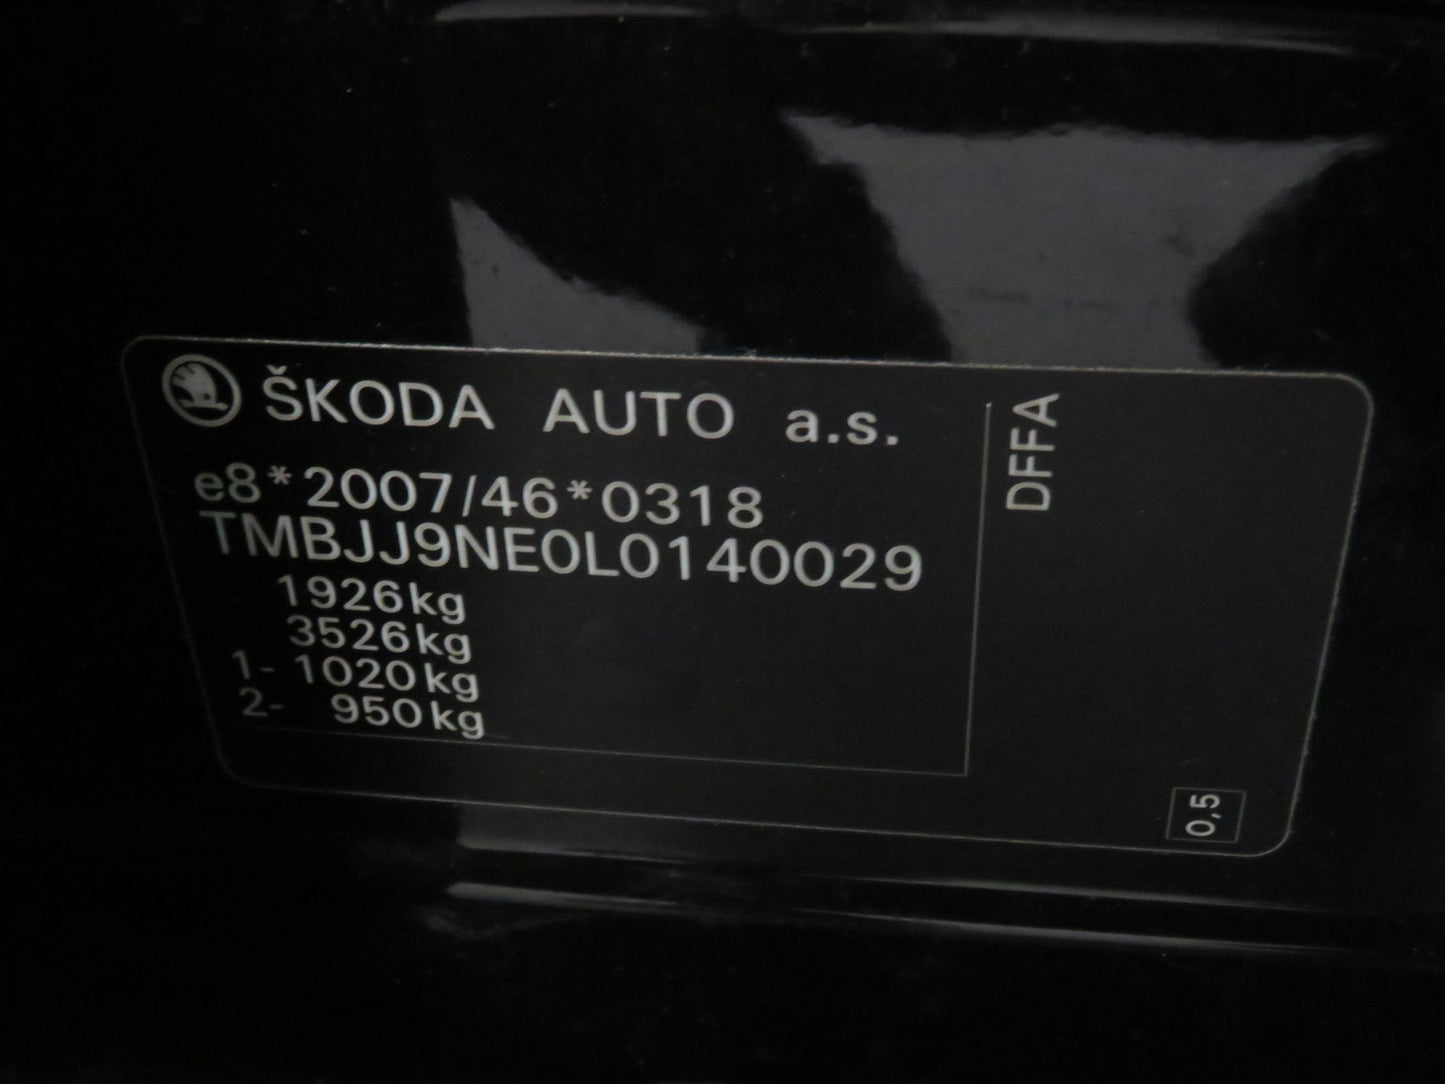 ŠKODA AUTO a.s.
e8*2007/46*0318
TMBJJ9NE0L0140029
1926kg
3526kg
1- 1020kg
2- 950kg
DFFA
0,5